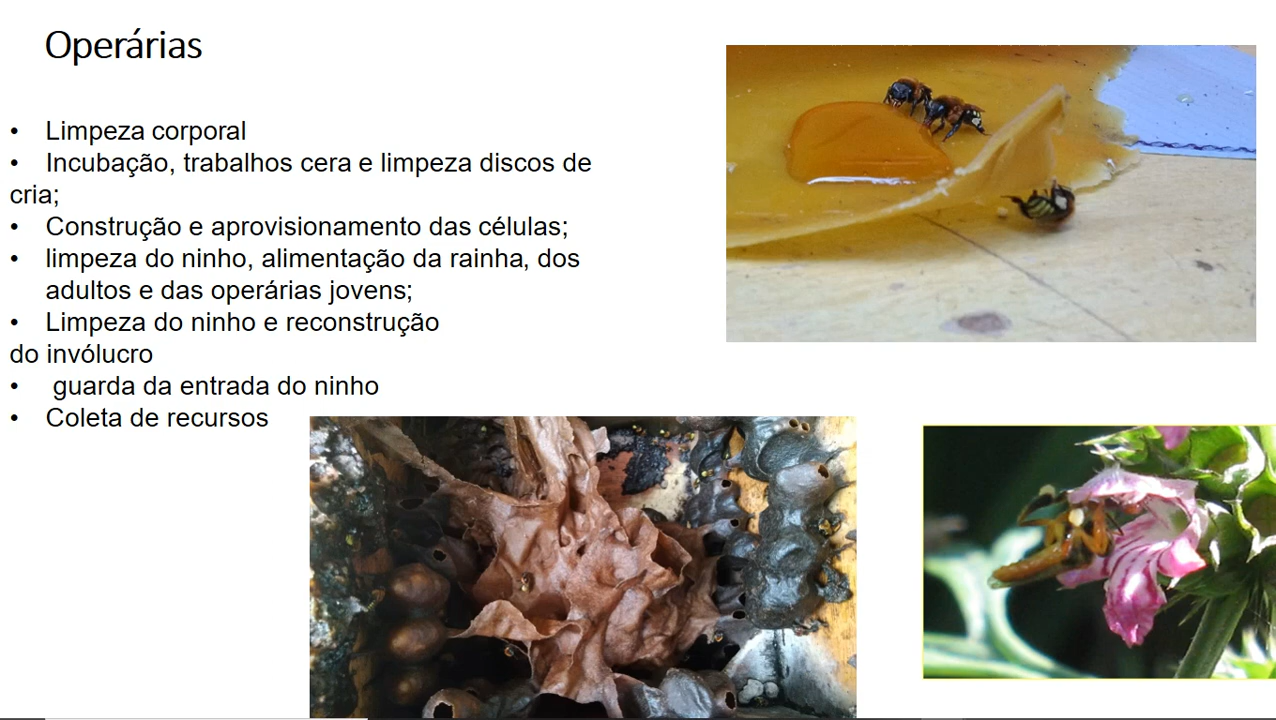 Operárias
• Limpeza corporal
• Incubação, trabalhos cera e limpeza discos de
cria;
• Construção e aprovisionamento das células;
• limpeza do ninho, alimentação da rainha, dos
adultos e das operárias jovens;
• Limpeza do ninho e reconstrução
do invólucro
• guarda da entrada do ninho
• Coleta de recursos